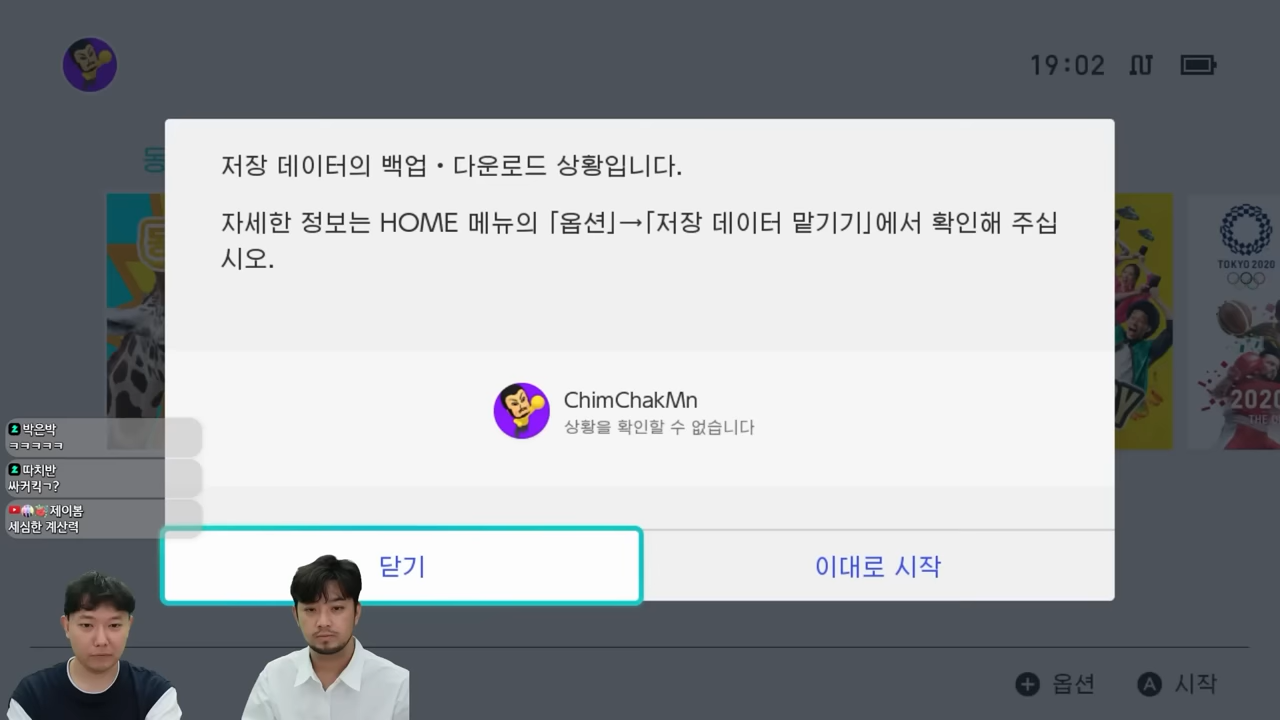 19:02
동
저장 데이터의 백업・다운로드 상황입니다.
자세한 정보는 HOME 메뉴의 「옵션」→「저장 데이터 맡기기」에서 확인해 주십
시오.
TOKYO 2020
ChimChakMn
상황을 확인할 수 없습니다
2020
박은박
ㅋㅋㅋㅋㅋ
따치반
싸커킥ㄱ?
제이봄
세심한 계산력
닫기
이대로 시작
옵션
A 시작